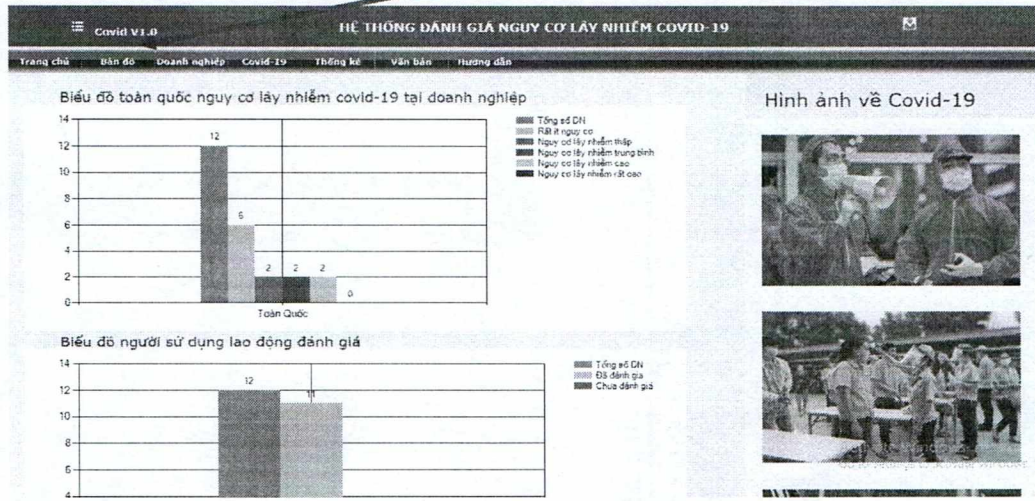 Covid V1.0
HỆ THỐNG ĐÁNH GIÁ NGUY CƠ LÂY NHIỄM COVID-19
Trang chủ Bản đồ Doanh nghiệp Covid-19 Thống kê Văn bản Hướng dẫn
Biểu đồ toàn quốc nguy cơ lây nhiễm covid-19 tại doanh nghiệp
Hình ảnh về Covid-19
14
12
10
8
6
4
2
0
12
6
2
2
2
0
Toàn Quốc
Tổng số DN
Rất ít nguy cơ
Nguy cơ lây nhiễm thấp
Nguy cơ lây nhiễm trung bình
Nguy cơ lây nhiễm cao
Nguy cơ lây nhiễm rất cao
Biểu đồ người sử dụng lao động đánh giá
14
12
10
8
6
4
12
11
Tổng số DN
Đã đánh giá
Chưa đánh giá